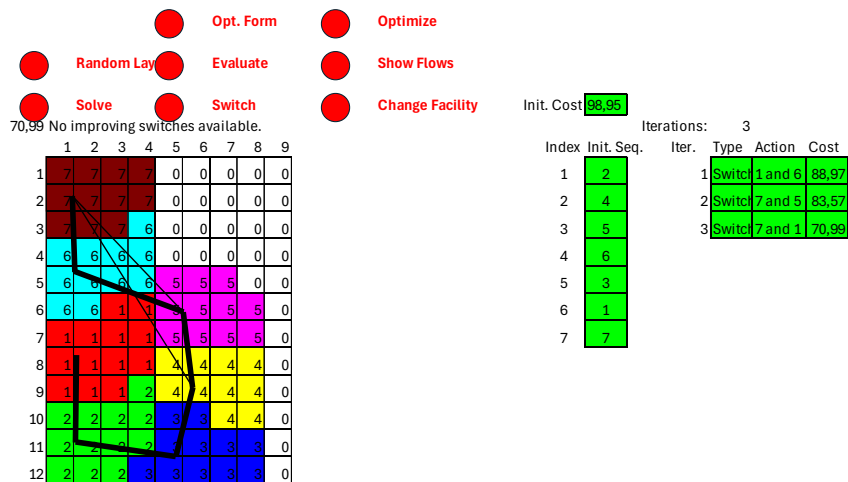 Opt. Form Optimize
Random Lay Evaluate Show Flows
Solve Switch Change Facility Init. Cost 98,95
70,99 No improving switches available. Iterations: 3
1 2 3 4 5 6 7 8 9 Index Init. Seq. Iter. Type Action Cost
1 7 7 7 7 0 0 0 0 0 1 2 1 Switch 1 and 6 88,97
2 7 7 7 7 0 0 0 0 0 2 4 2 Switch 7 and 5 83,57
3 7 7 7 6 0 0 0 0 0 3 5 3 Switch 7 and 1 70,99
4 6 6 6 6 0 0 0 0 0 4 6
5 6 6 6 6 5 5 5 0 0 5 3
6 6 6 1 1 5 5 5 5 0 6 1
7 1 1 1 1 5 5 5 5 0 7 7
8 1 1 1 1 4 4 4 4 0
9 1 1 1 2 4 4 4 4 0
10 2 2 2 2 3 3 4 4 0
11 2 2 2 2 3 3 3 0
12 2 2 2 3 3 3 3 3 0